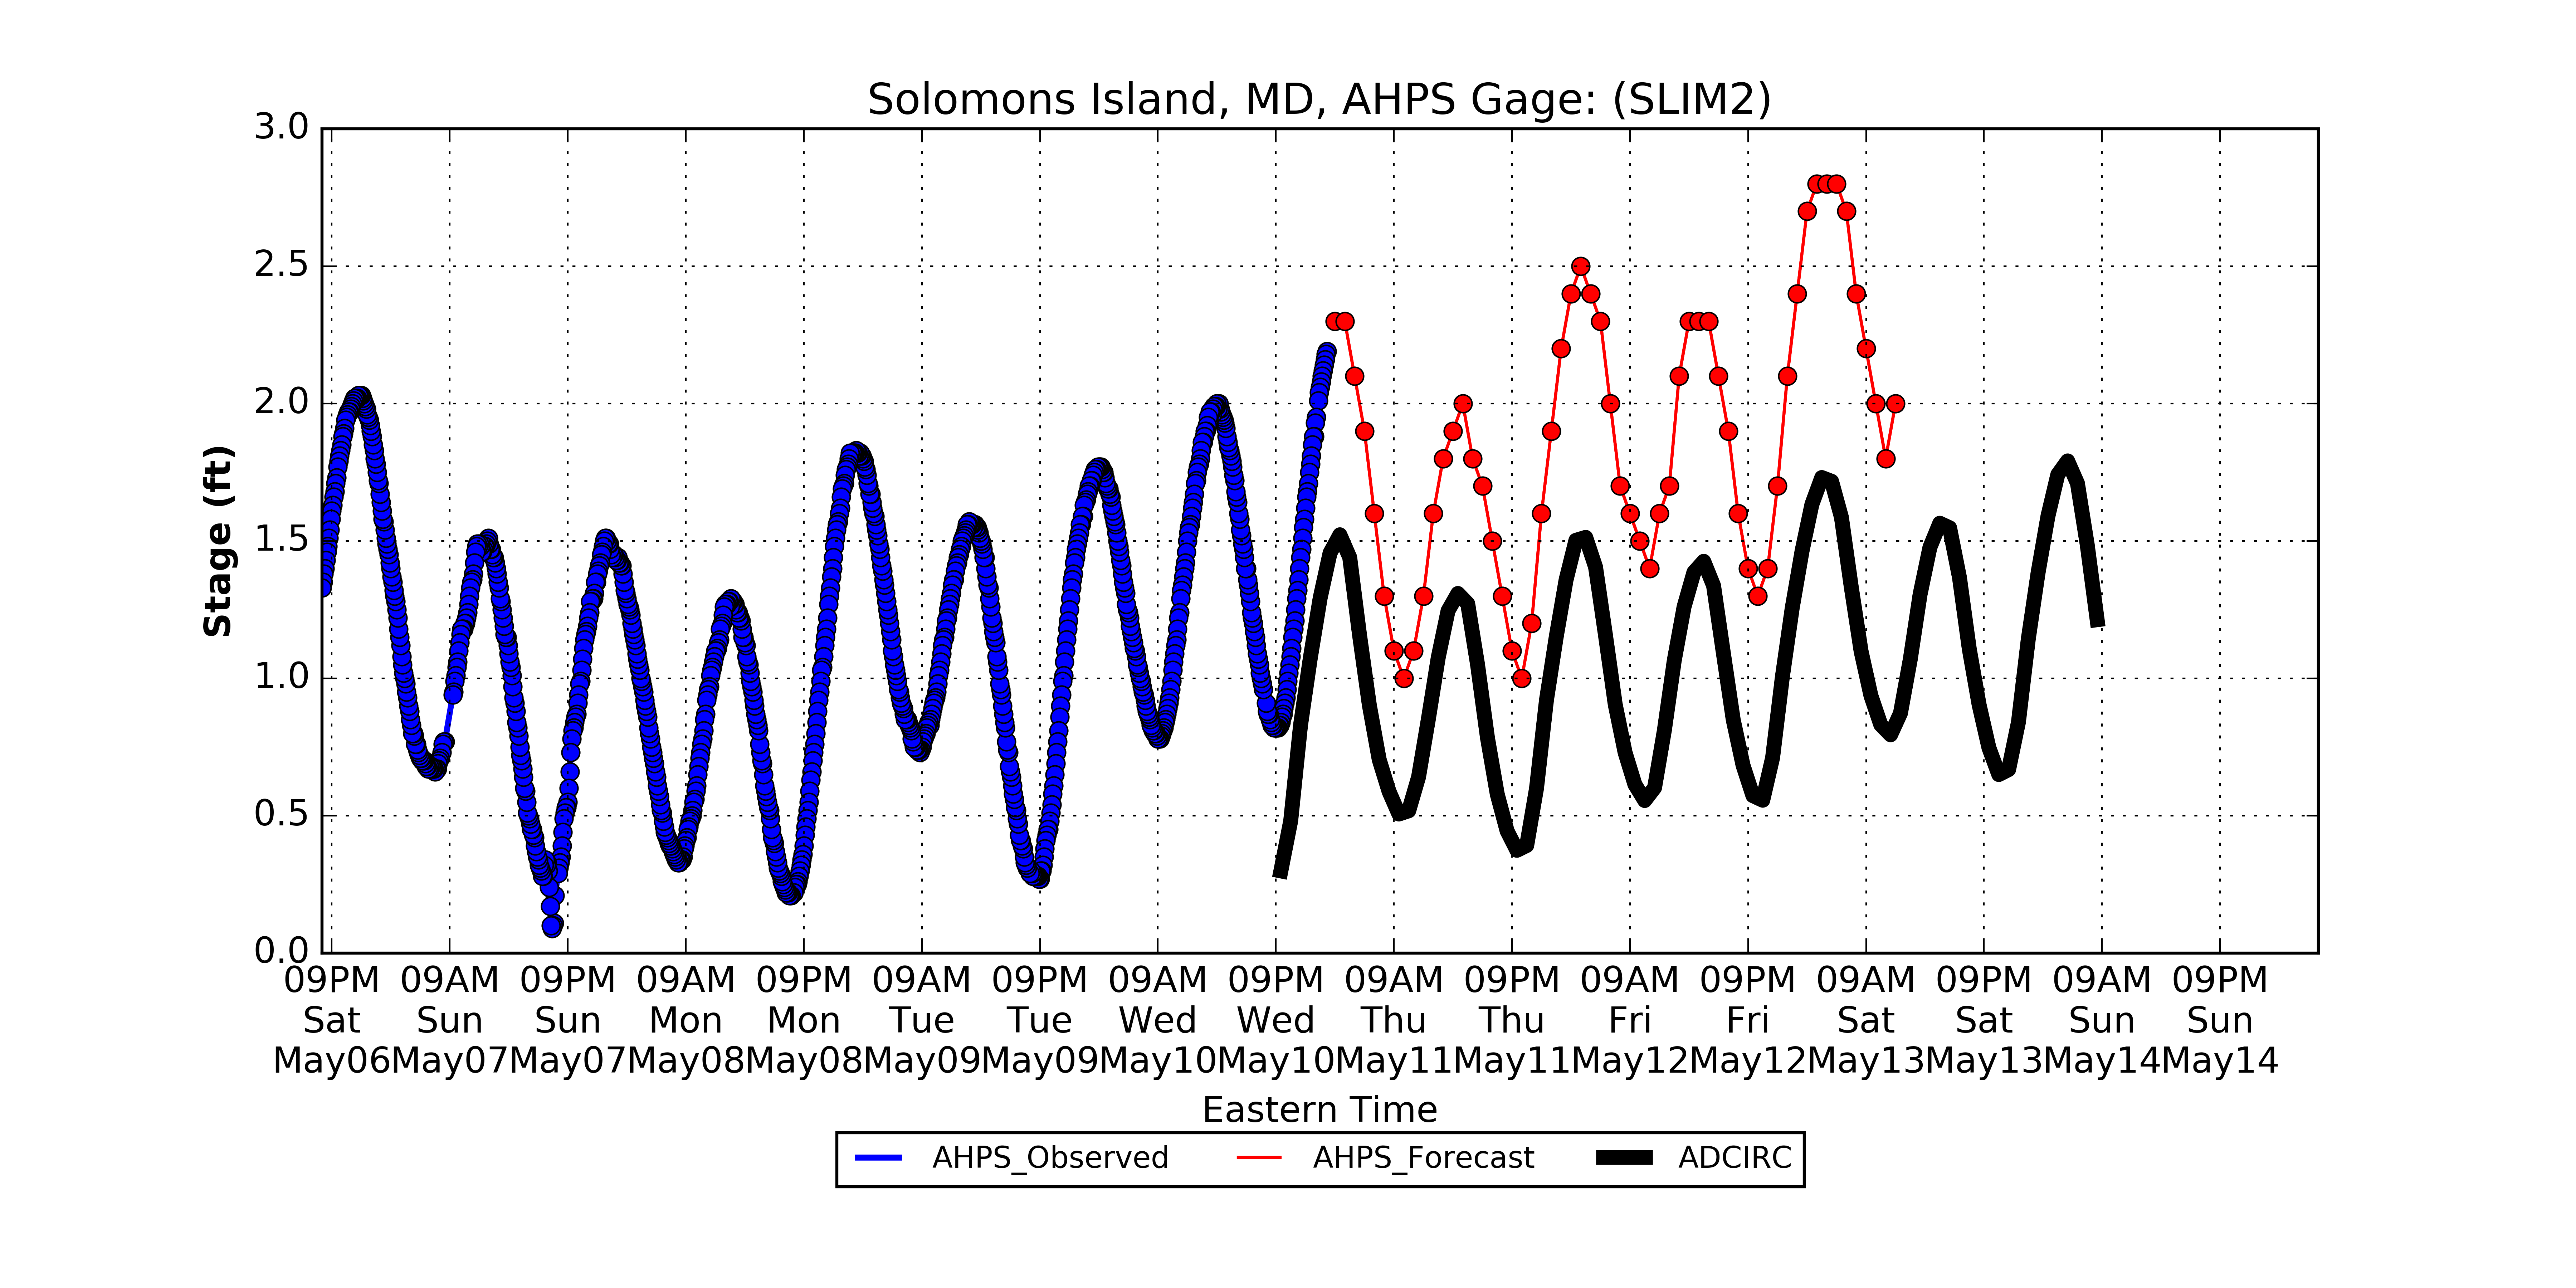 Solomons Island, MD, AHPS Gage: (SLIM2)
3.0
2.5
2.0
1.5
1.0
0.5
0.0
Stage (ft)
09PM 09AM 09PM 09AM 09PM 09AM 09PM 09AM 09PM 09AM 09PM 09AM 09PM 09AM 09PM 09AM 09PM
Sat Sun Sun Mon Mon Tue Tue Wed Wed Thu Thu Fri Fri Sat Sat Sun Sun
May06 May07 May07 May08 May08 May09 May09 May10 May10 May11 May11 May12 May12 May13 May13 May14 May14
Eastern Time
AHPS_Observed AHPS_Forecast ADCIRC